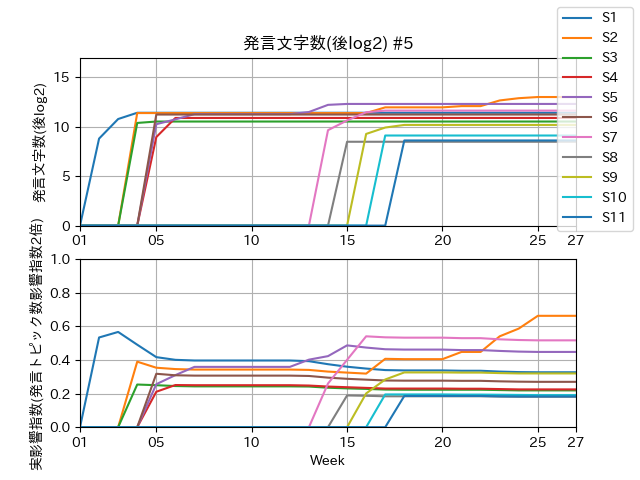 発言文字数(後log2) #5
発言文字数(後log2)
15
10
5
0
01 05 10 15 20 25 27
S1
S2
S3
S4
S5
S6
S7
S8
S9
S10
S11
実影響指数(発言トピック数影響指数2倍)
1.0
0.8
0.6
0.4
0.2
0.0
01 05 10 15 20 25 27
Week